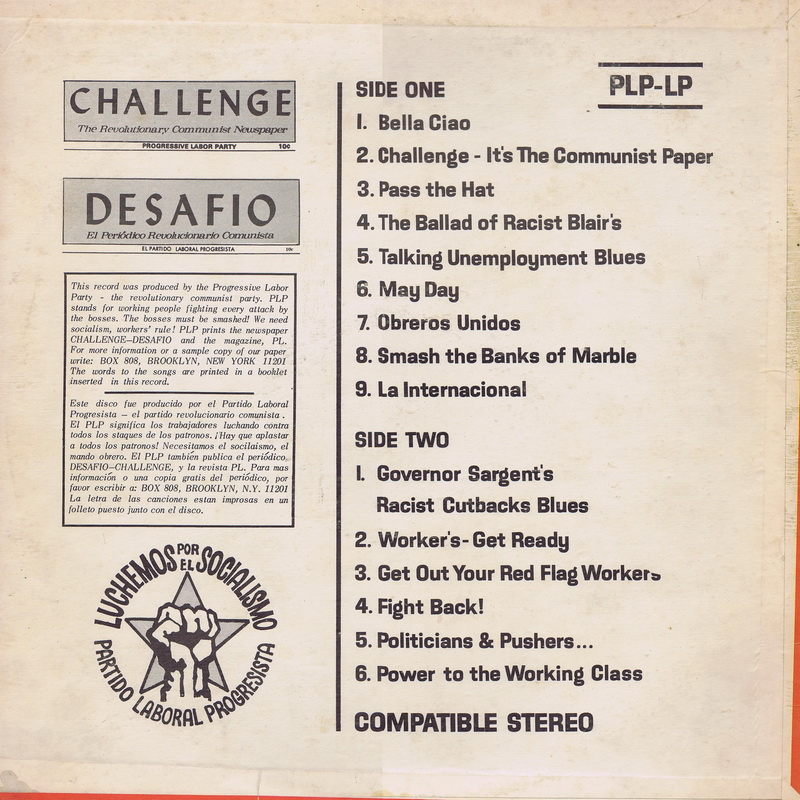 CHALLENGE
The Revolutionary Communist Newspaper
PROGRESSIVE LABOR PARTY 10¢
DESAFIO
El Periódico Revolucionario Comunista
EL PARTIDO LABORAL PROGRESISTA 10¢
This record was produced by the Progressive Labor
Party - the revolutionary communist party. PLP
stands for working people fighting every attack by
the bosses. The bosses must be smashed! We need
socialism, workers' rule! PLP prints the newspaper
CHALLENGE–DESAFIO and the magazine, PL.
For more information or a sample copy of our paper
write: BOX 808, BROOKLYN, NEW YORK 11201
The words to the songs are printed in a booklet
inserted in this record.
Este disco fue producido por el Partido Laboral
Progresista – el partido revolucionario comunista .
El PLP significa los trabajadores luchando contra
todos los staques de los patronos. ¡Hay que aplastar
a todos los patronos! Necesitamos el socilaismo, el
mando obrero. El PLP también publica el periódico,
DESAFIO–CHALLENGE, y la revista PL. Para mas
información o una copia gratis del periódico, por
favor escribir a: BOX 808, BROOKLYN, N.Y. 11201
La letra de las canciones estan improsas en un
folleto puesto junto con el disco.
LUCHEMOS POR EL SOCIALISMO
PARTIDO LABORAL PROGRESISTA
PLP-LP
SIDE ONE
1. Bella Ciao
2. Challenge - It's The Communist Paper
3. Pass the Hat
4. The Ballad of Racist Blair's
5. Talking Unemployment Blues
6. May Day
7. Obreros Unidos
8. Smash the Banks of Marble
9. La Internacional
SIDE TWO
1. Governor Sargent's
Racist Cutbacks Blues
2. Worker's - Get Ready
3. Get Out Your Red Flag Workers
4. Fight Back!
5. Politicians & Pushers...
6. Power to the Working Class
COMPATIBLE STEREO